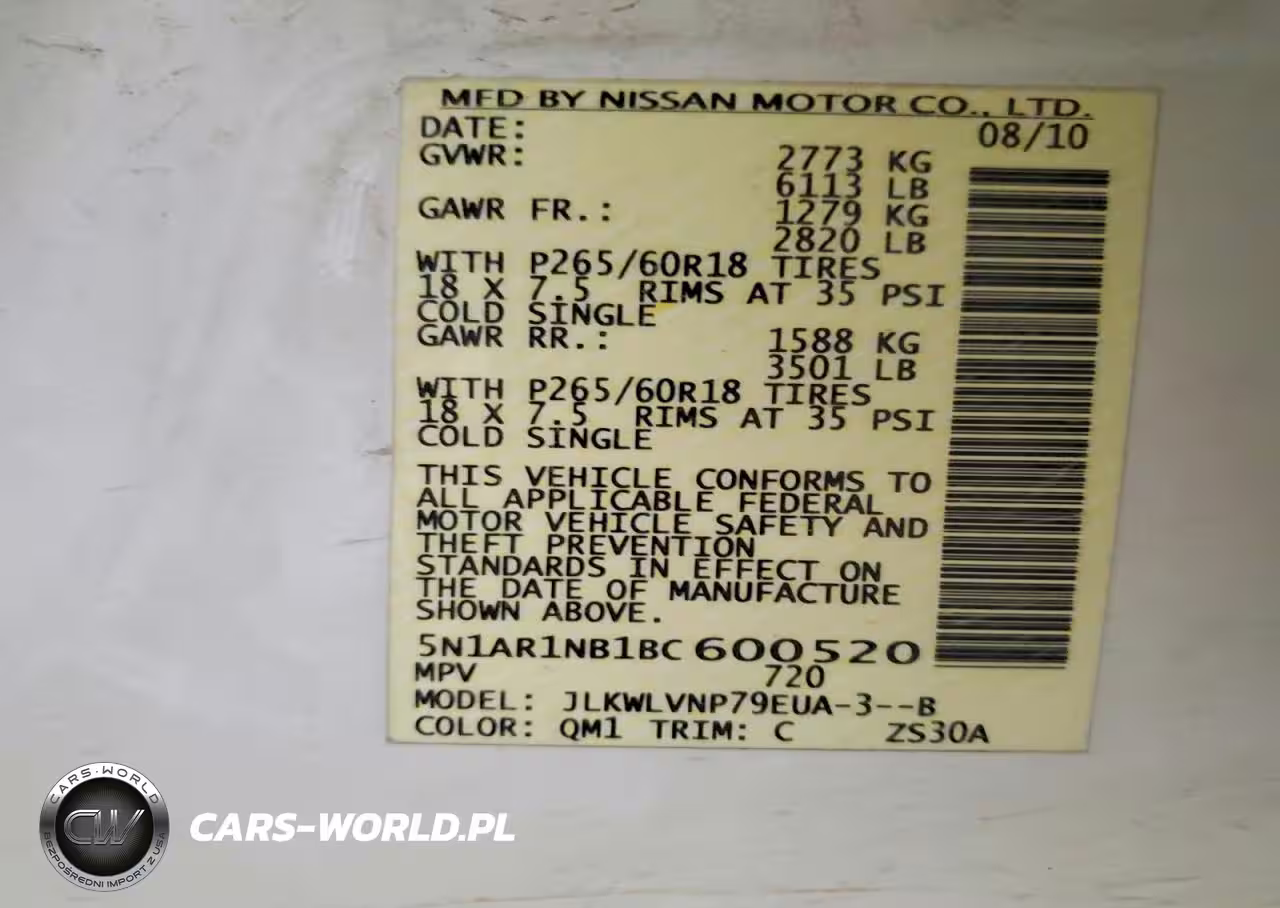 MFD BY NISSAN MOTOR CO., LTD.
DATE: 08/10
GVWR: 2773 KG
6113 LB
GAWR FR.: 1279 KG
2820 LB
WITH P265/60R18 TIRES
18 X 7.5 RIMS AT 35 PSI
COLD SINGLE
GAWR RR.: 1588 KG
3501 LB
WITH P265/60R18 TIRES
18 X 7.5 RIMS AT 35 PSI
COLD SINGLE
THIS VEHICLE CONFORMS TO
ALL APPLICABLE FEDERAL
MOTOR VEHICLE SAFETY AND
THEFT PREVENTION
STANDARDS IN EFFECT ON
THE DATE OF MANUFACTURE
SHOWN ABOVE.
5N1AR1NB1BC600520
MPV 720
MODEL: JLKWLVNP79EUA-3--B
COLOR: QM1 TRIM: C ZS30A
CARS-WORLD
CW
BEZPOŚREDNI IMPORT Z USA
CARS-WORLD.PL